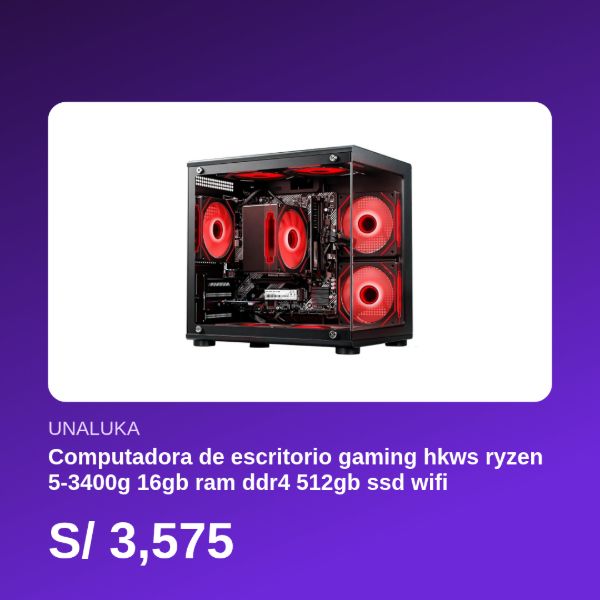 UNALUKA
Computadora de escritorio gaming hkws ryzen
5-3400g 16gb ram ddr4 512gb ssd wifi
S/ 3,575